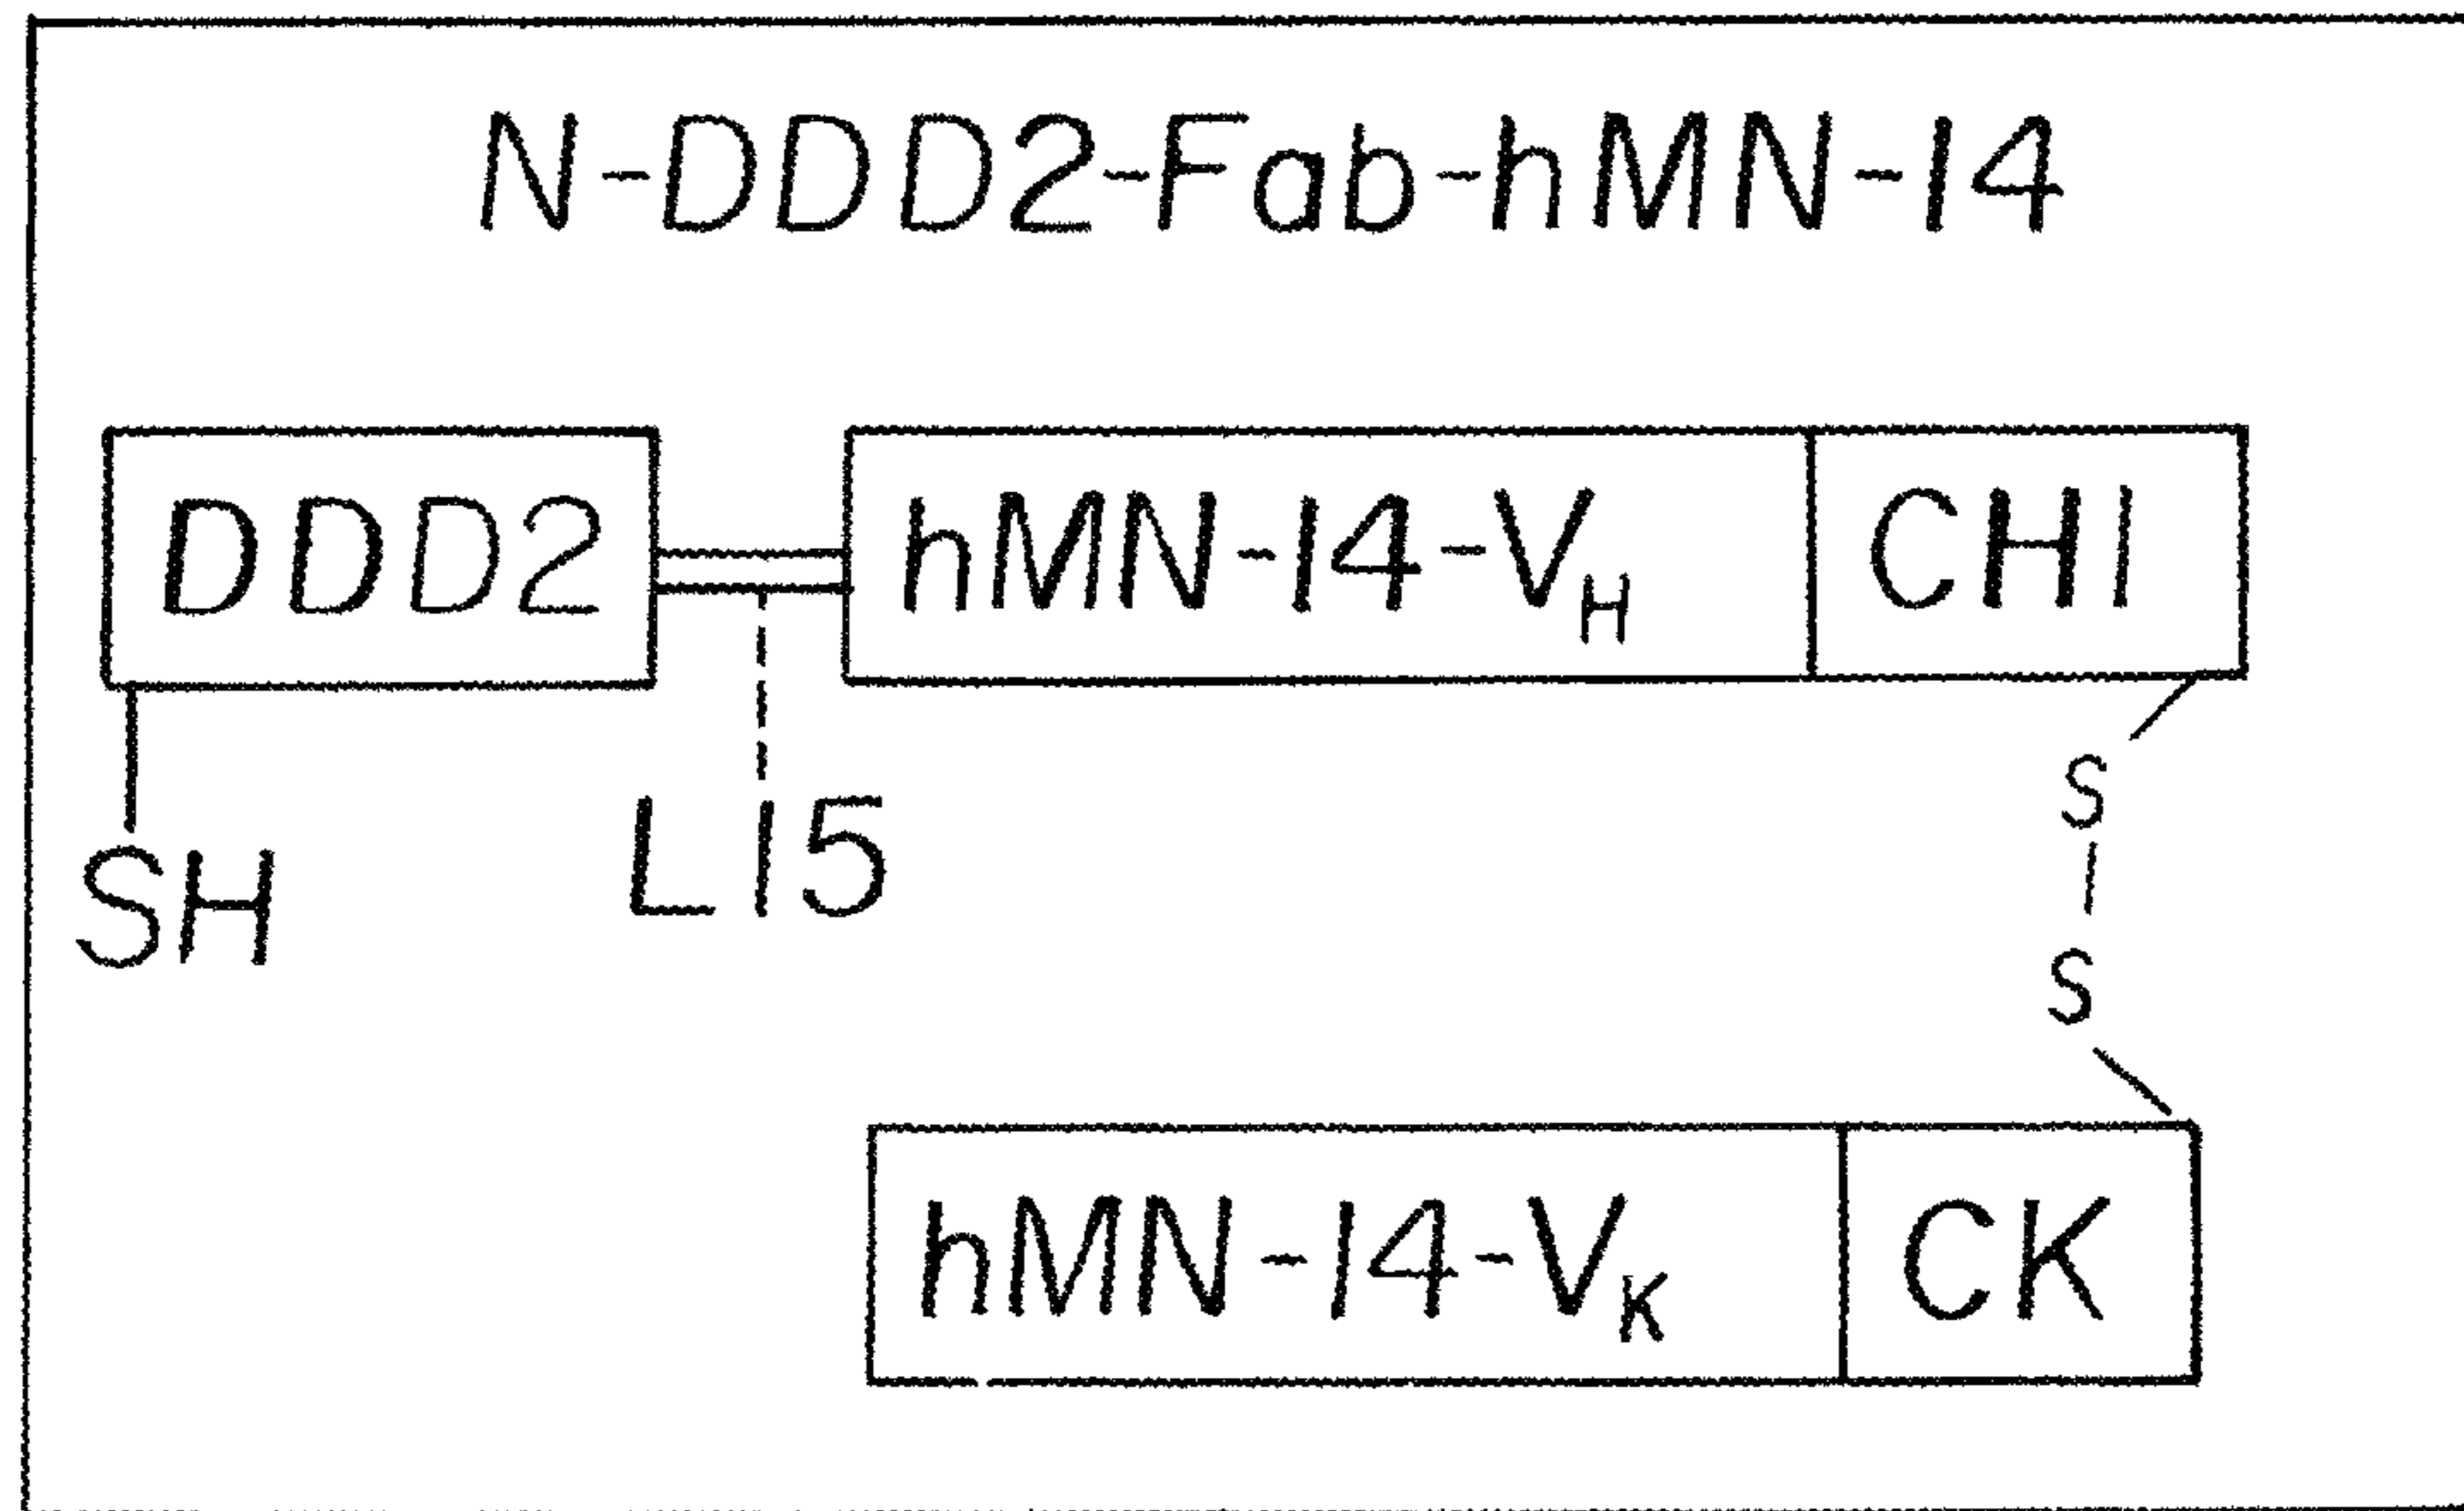 N-DDD2-Fab-hMN-14
DDD2
hMN-14-VH
CH1
SH
L15
S
S
hMN-14-VK
CK